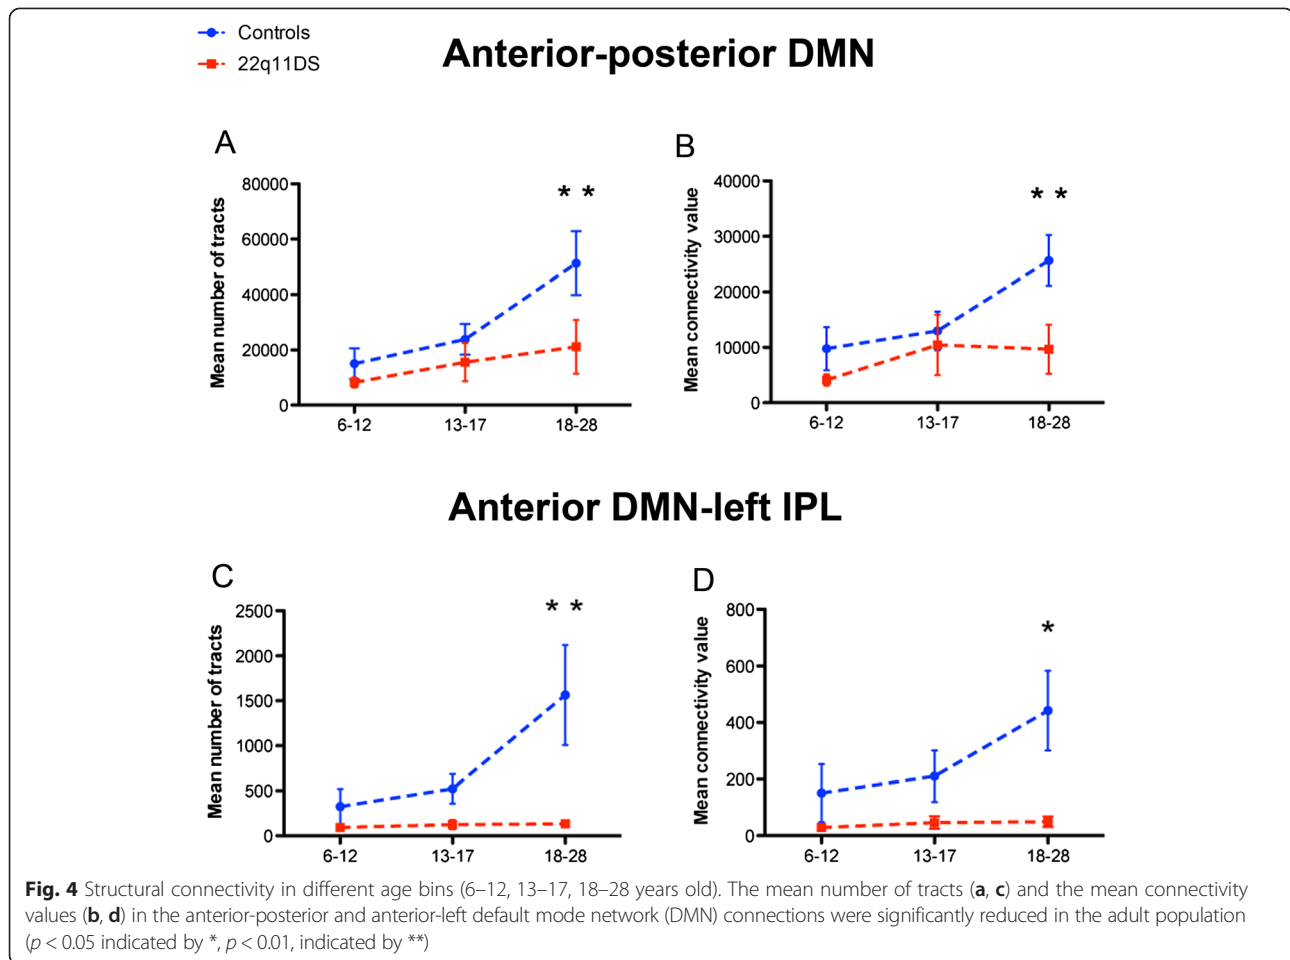 Controls
22q11DS
Anterior-posterior DMN
A
Mean number of tracts
80000
60000
40000
20000
0
* *
6-12 13-17 18-28
B
Mean connectivity value
40000
30000
20000
10000
0
* *
6-12 13-17 18-28
Anterior DMN-left IPL
C
Mean number of tracts
2500
2000
1500
1000
500
0
* *
6-12 13-17 18-28
D
Mean connectivity value
800
600
400
200
0
*
6-12 13-17 18-28
Fig. 4 Structural connectivity in different age bins (6–12, 13–17, 18–28 years old). The mean number of tracts (a, c) and the mean connectivity
values (b, d) in the anterior-posterior and anterior-left default mode network (DMN) connections were significantly reduced in the adult population
(p < 0.05 indicated by *, p < 0.01, indicated by **)